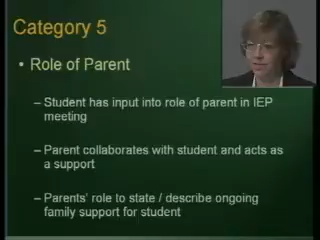 Category 5
• Role of Parent
– Student has input into role of parent in IEP
meeting
– Parent collaborates with student and acts as
a support
– Parents' role to state / describe ongoing
family support for student